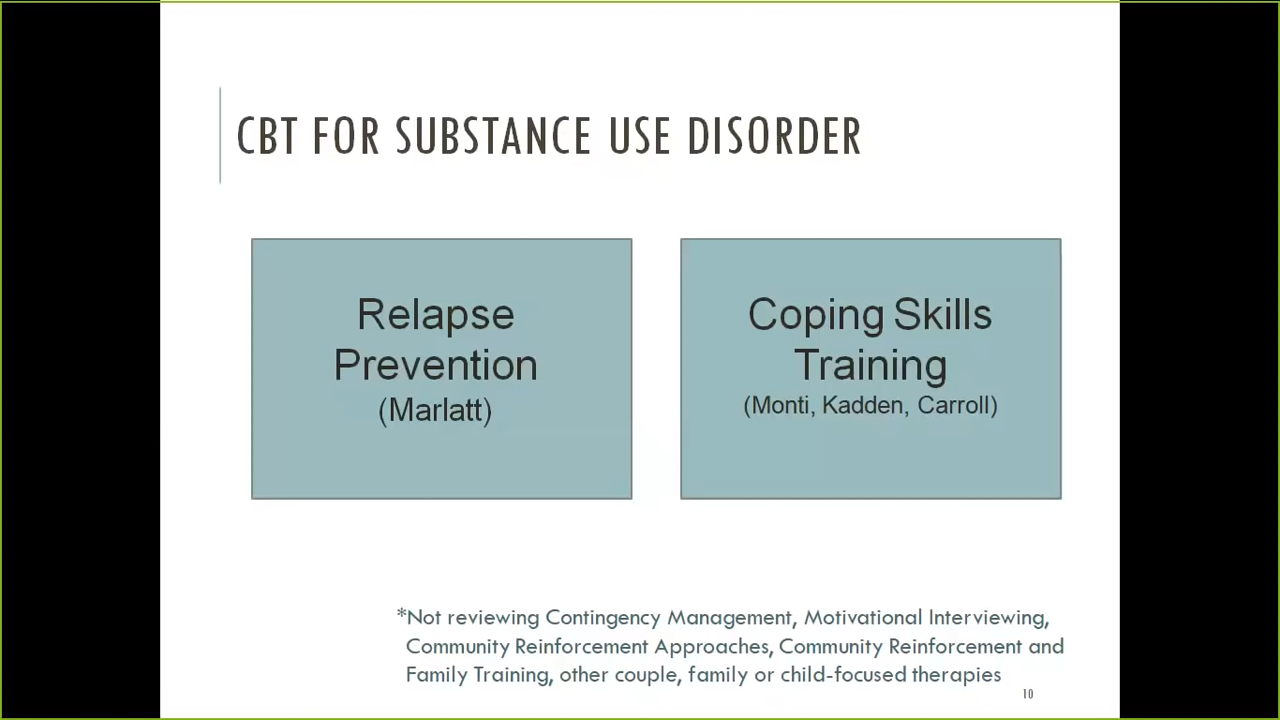 CBT FOR SUBSTANCE USE DISORDER
Relapse
Prevention
(Marlatt)
Coping Skills
Training
(Monti, Kadden, Carroll)
*Not reviewing Contingency Management, Motivational Interviewing,
Community Reinforcement Approaches, Community Reinforcement and
Family Training, other couple, family or child-focused therapies
10